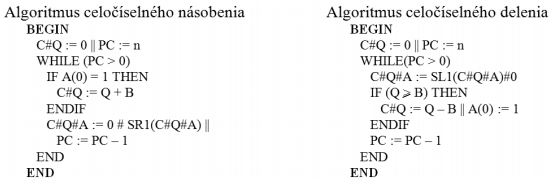 Algoritmus celočíselného násobenia
BEGIN
C#Q := 0 || PC := n
WHILE (PC > 0)
IF A(0) = 1 THEN
C#Q := Q + B
ENDIF
C#Q#A := 0 # SR1(C#Q#A) ||
PC := PC – 1
END
END
Algoritmus celočíselného delenia
BEGIN
C#Q := 0 || PC := n
WHILE(PC > 0)
C#Q#A := SL1(C#Q#A)#0
IF (Q ⩾ B) THEN
C#Q := Q – B || A(0) := 1
ENDIF
PC := PC – 1
END
END